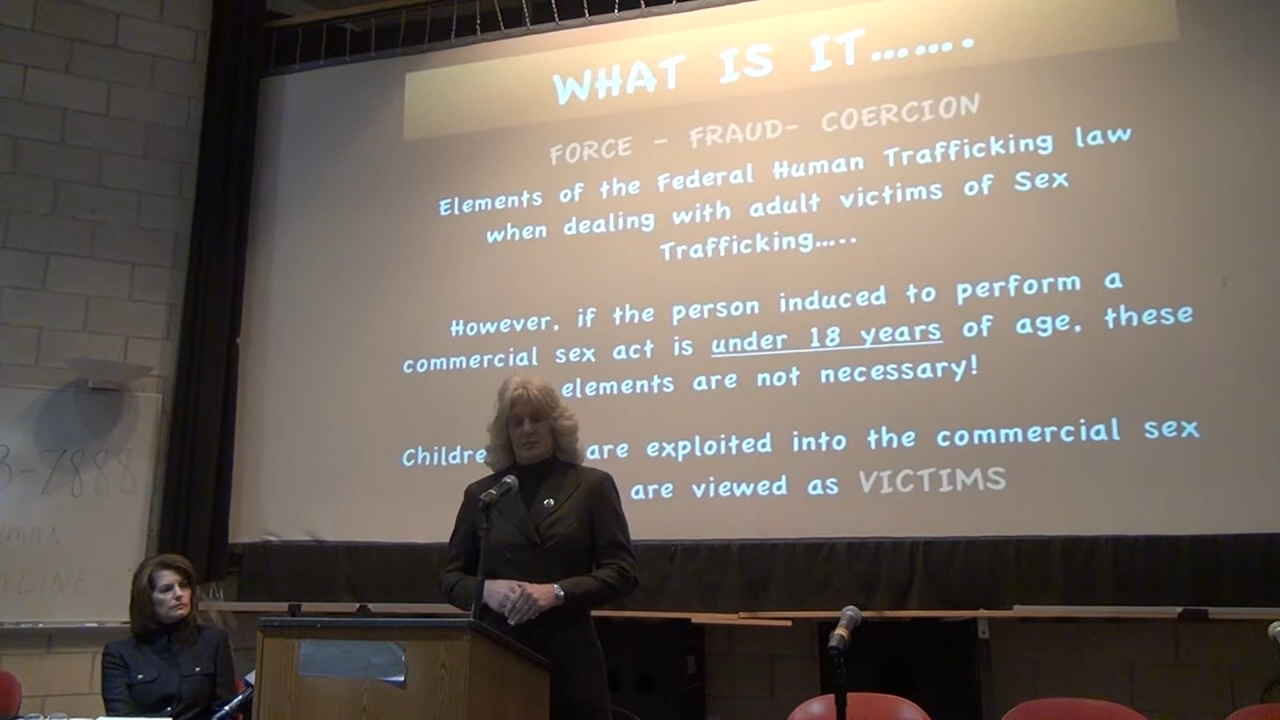 WHAT IS IT.......
FORCE - FRAUD- COERCION
Elements of the Federal Human Trafficking law
when dealing with adult victims of Sex
Trafficking.....
However, if the person induced to perform a
commercial sex act is under 18 years of age, these
elements are not necessary!
are exploited into the commercial sex
are viewed as VICTIMS
-7888